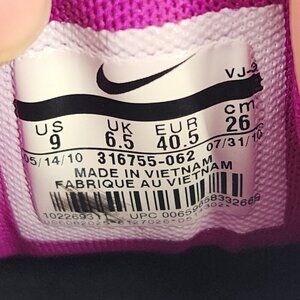 VJ-
US UK EUR cm
9 6.5 40.5 26
05/14/10 316755-062 07/31/10
MADE IN VIETNAM
FABRIQUE AU VIETNAM
UPC